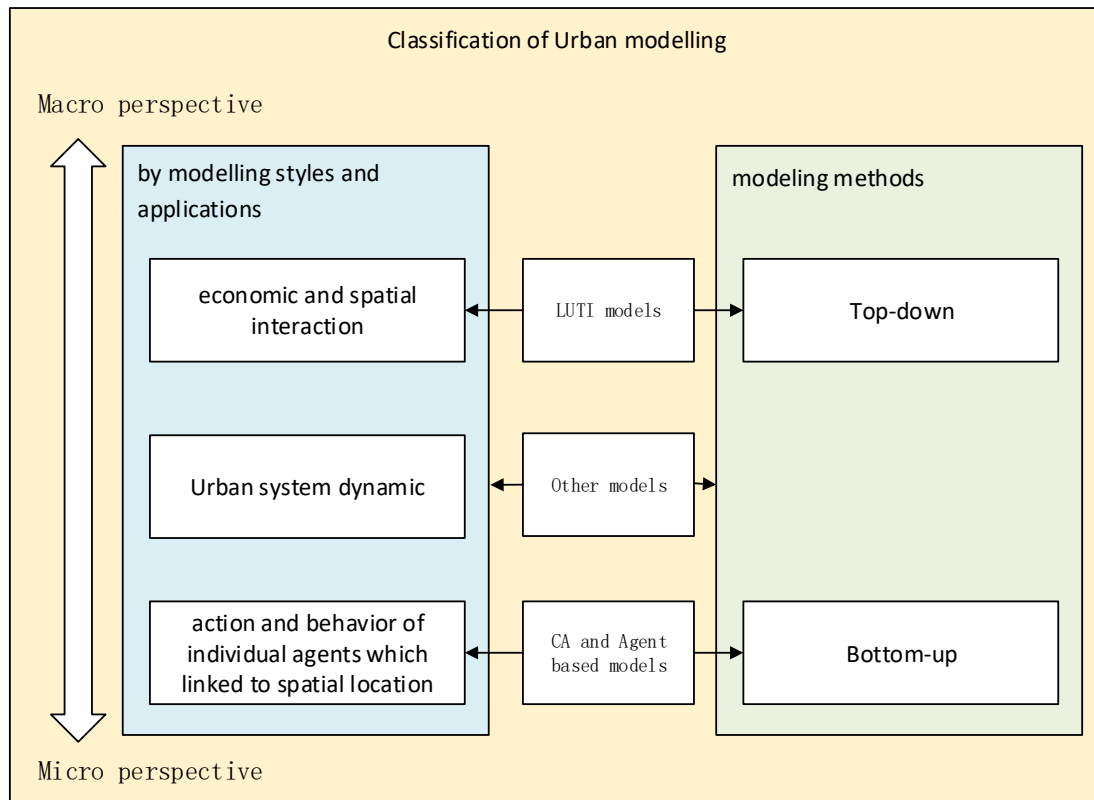 Classification of Urban modelling
Macro perspective
by modelling styles and
applications
modeling methods
economic and spatial
interaction
LUTI models
Top-down
Urban system dynamic
Other models
action and behavior of
individual agents which
linked to spatial location
CA and Agent
based models
Bottom-up
Micro perspective